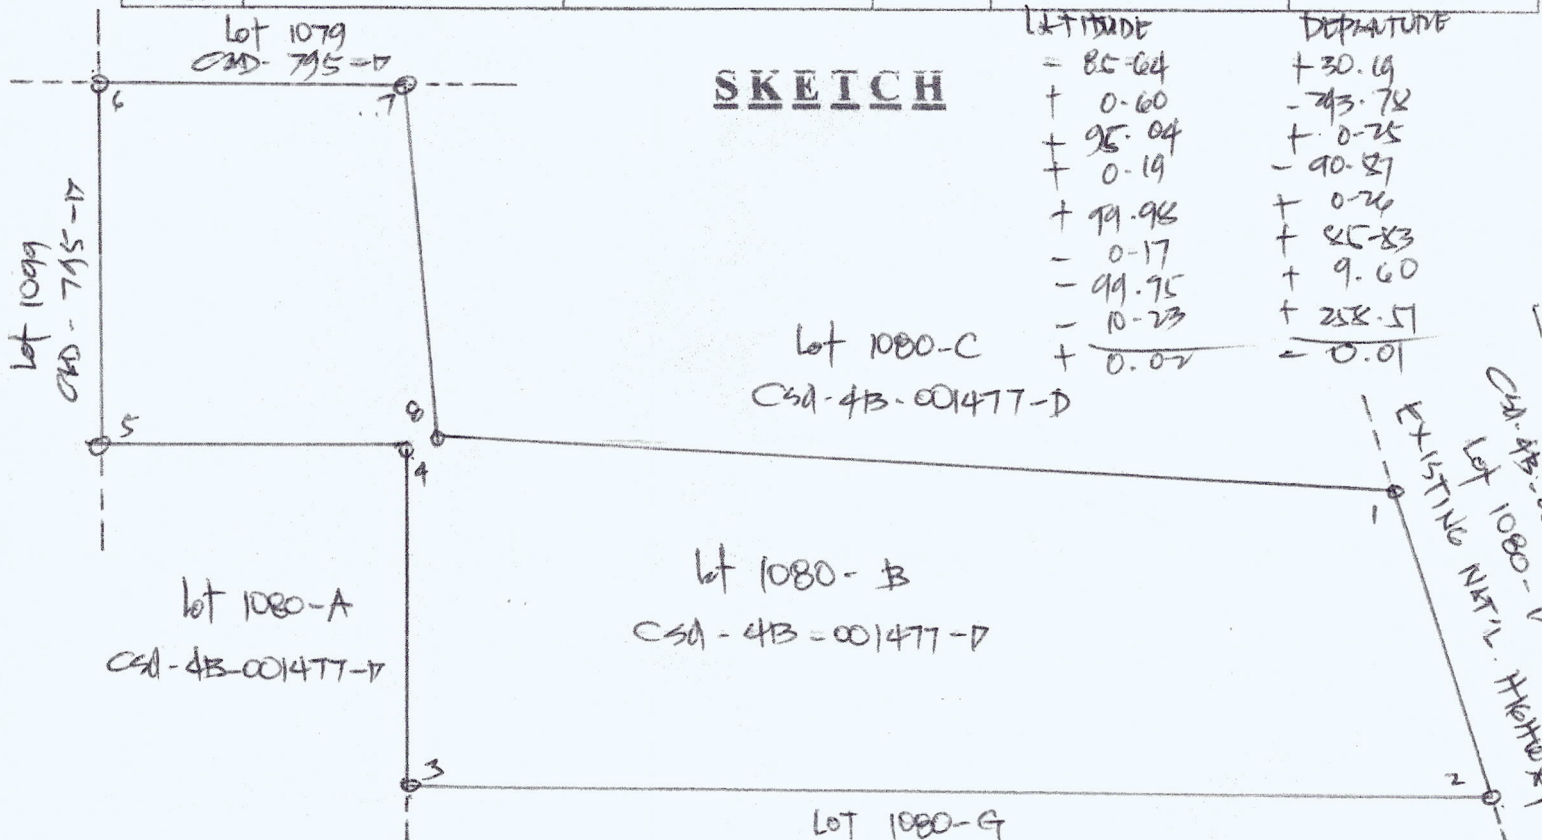 Lot 1079
CAD-795-D
SKETCH
LATITUDE DEPARTURE
- 85-64 +30.19
+ 0-60 -293.78
+ 95.04 + 0-25
+ 0-19 - 90-87
+ 99.98 + 0-26
- 0-17 + 85-83
- 99.95 + 9.60
- 10-23 + 258.51
+ 0.02 - 0.01
6
7
Lot 1099
CAD-795-D
Lot 1080-C
Csd-4B-001477-D
5
8
4
1
EXISTING NAT'L. HIGHWAY
Lot 1080-
Csd-4B-
Lot 1080-A
Csd-4B-001477-D
Lot 1080-B
Csd-4B-001477-D
3
2
LOT 1080-G